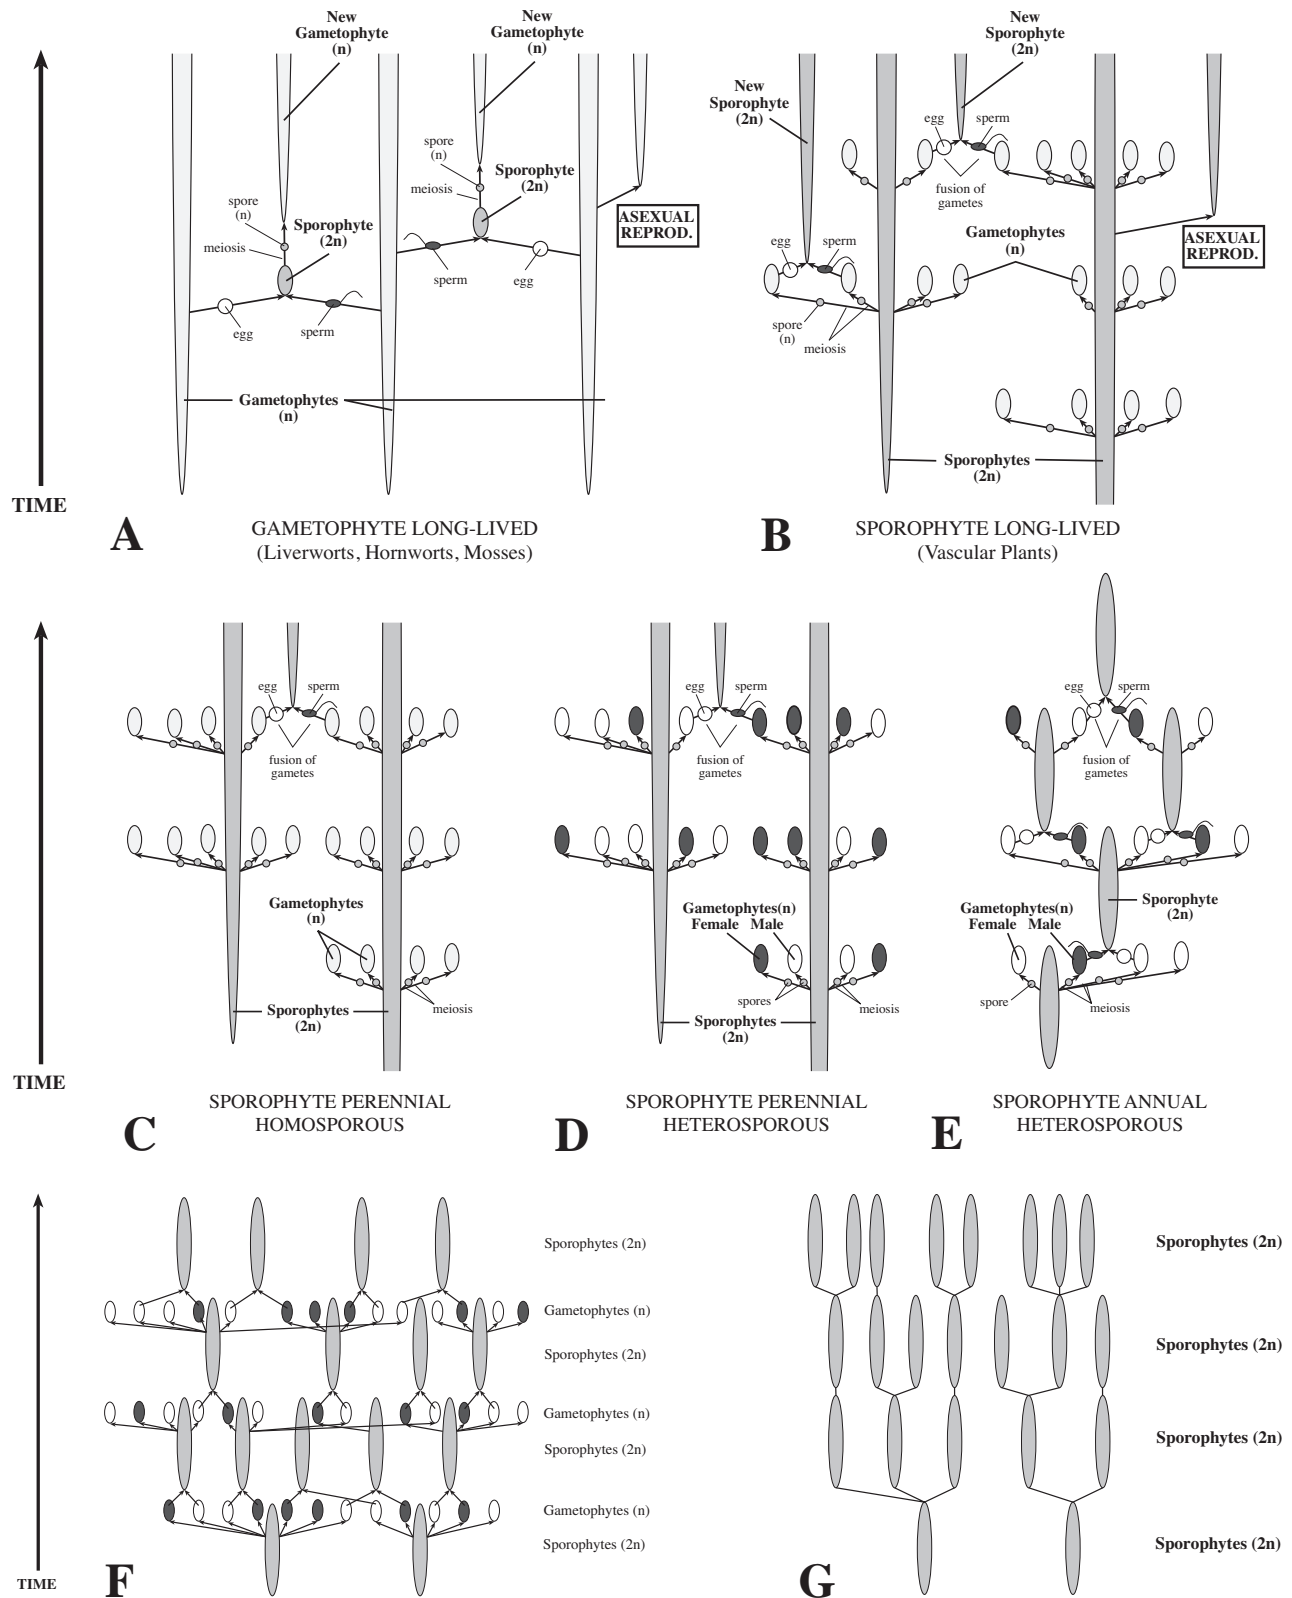 New
Gametophyte
(n)
New
Gametophyte
(n)
spore
(n)
meiosis
Sporophyte
(2n)
spore
(n)
meiosis
Sporophyte
(2n)
ASEXUAL
REPROD.
sperm
egg
egg
sperm
Gametophytes
(n)
TIME
A
GAMETOPHYTE LONG-LIVED
(Liverworts, Hornworts, Mosses)
New
Sporophyte
(2n)
New
Sporophyte
(2n)
egg
sperm
fusion of
gametes
Gametophytes
(n)
ASEXUAL
REPROD.
egg
sperm
spore
(n)
meiosis
Sporophytes
(2n)
B
SPOROPHYTE LONG-LIVED
(Vascular Plants)
egg
sperm
fusion of
gametes
Gametophytes
(n)
meiosis
Sporophytes
(2n)
TIME
C
SPOROPHYTE PERENNIAL
HOMOSPOROUS
egg
sperm
fusion of
gametes
Gametophytes(n)
Female Male
spores
meiosis
Sporophytes
(2n)
D
SPOROPHYTE PERENNIAL
HETEROSPOROUS
egg
sperm
fusion of
gametes
Sporophyte
(2n)
Gametophytes(n)
Female Male
spore
meiosis
E
SPOROPHYTE ANNUAL
HETEROSPOROUS
Sporophytes (2n)
Gametophytes (n)
Sporophytes (2n)
Gametophytes (n)
Sporophytes (2n)
Gametophytes (n)
Sporophytes (2n)
TIME
F
Sporophytes (2n)
Sporophytes (2n)
Sporophytes (2n)
Sporophytes (2n)
G